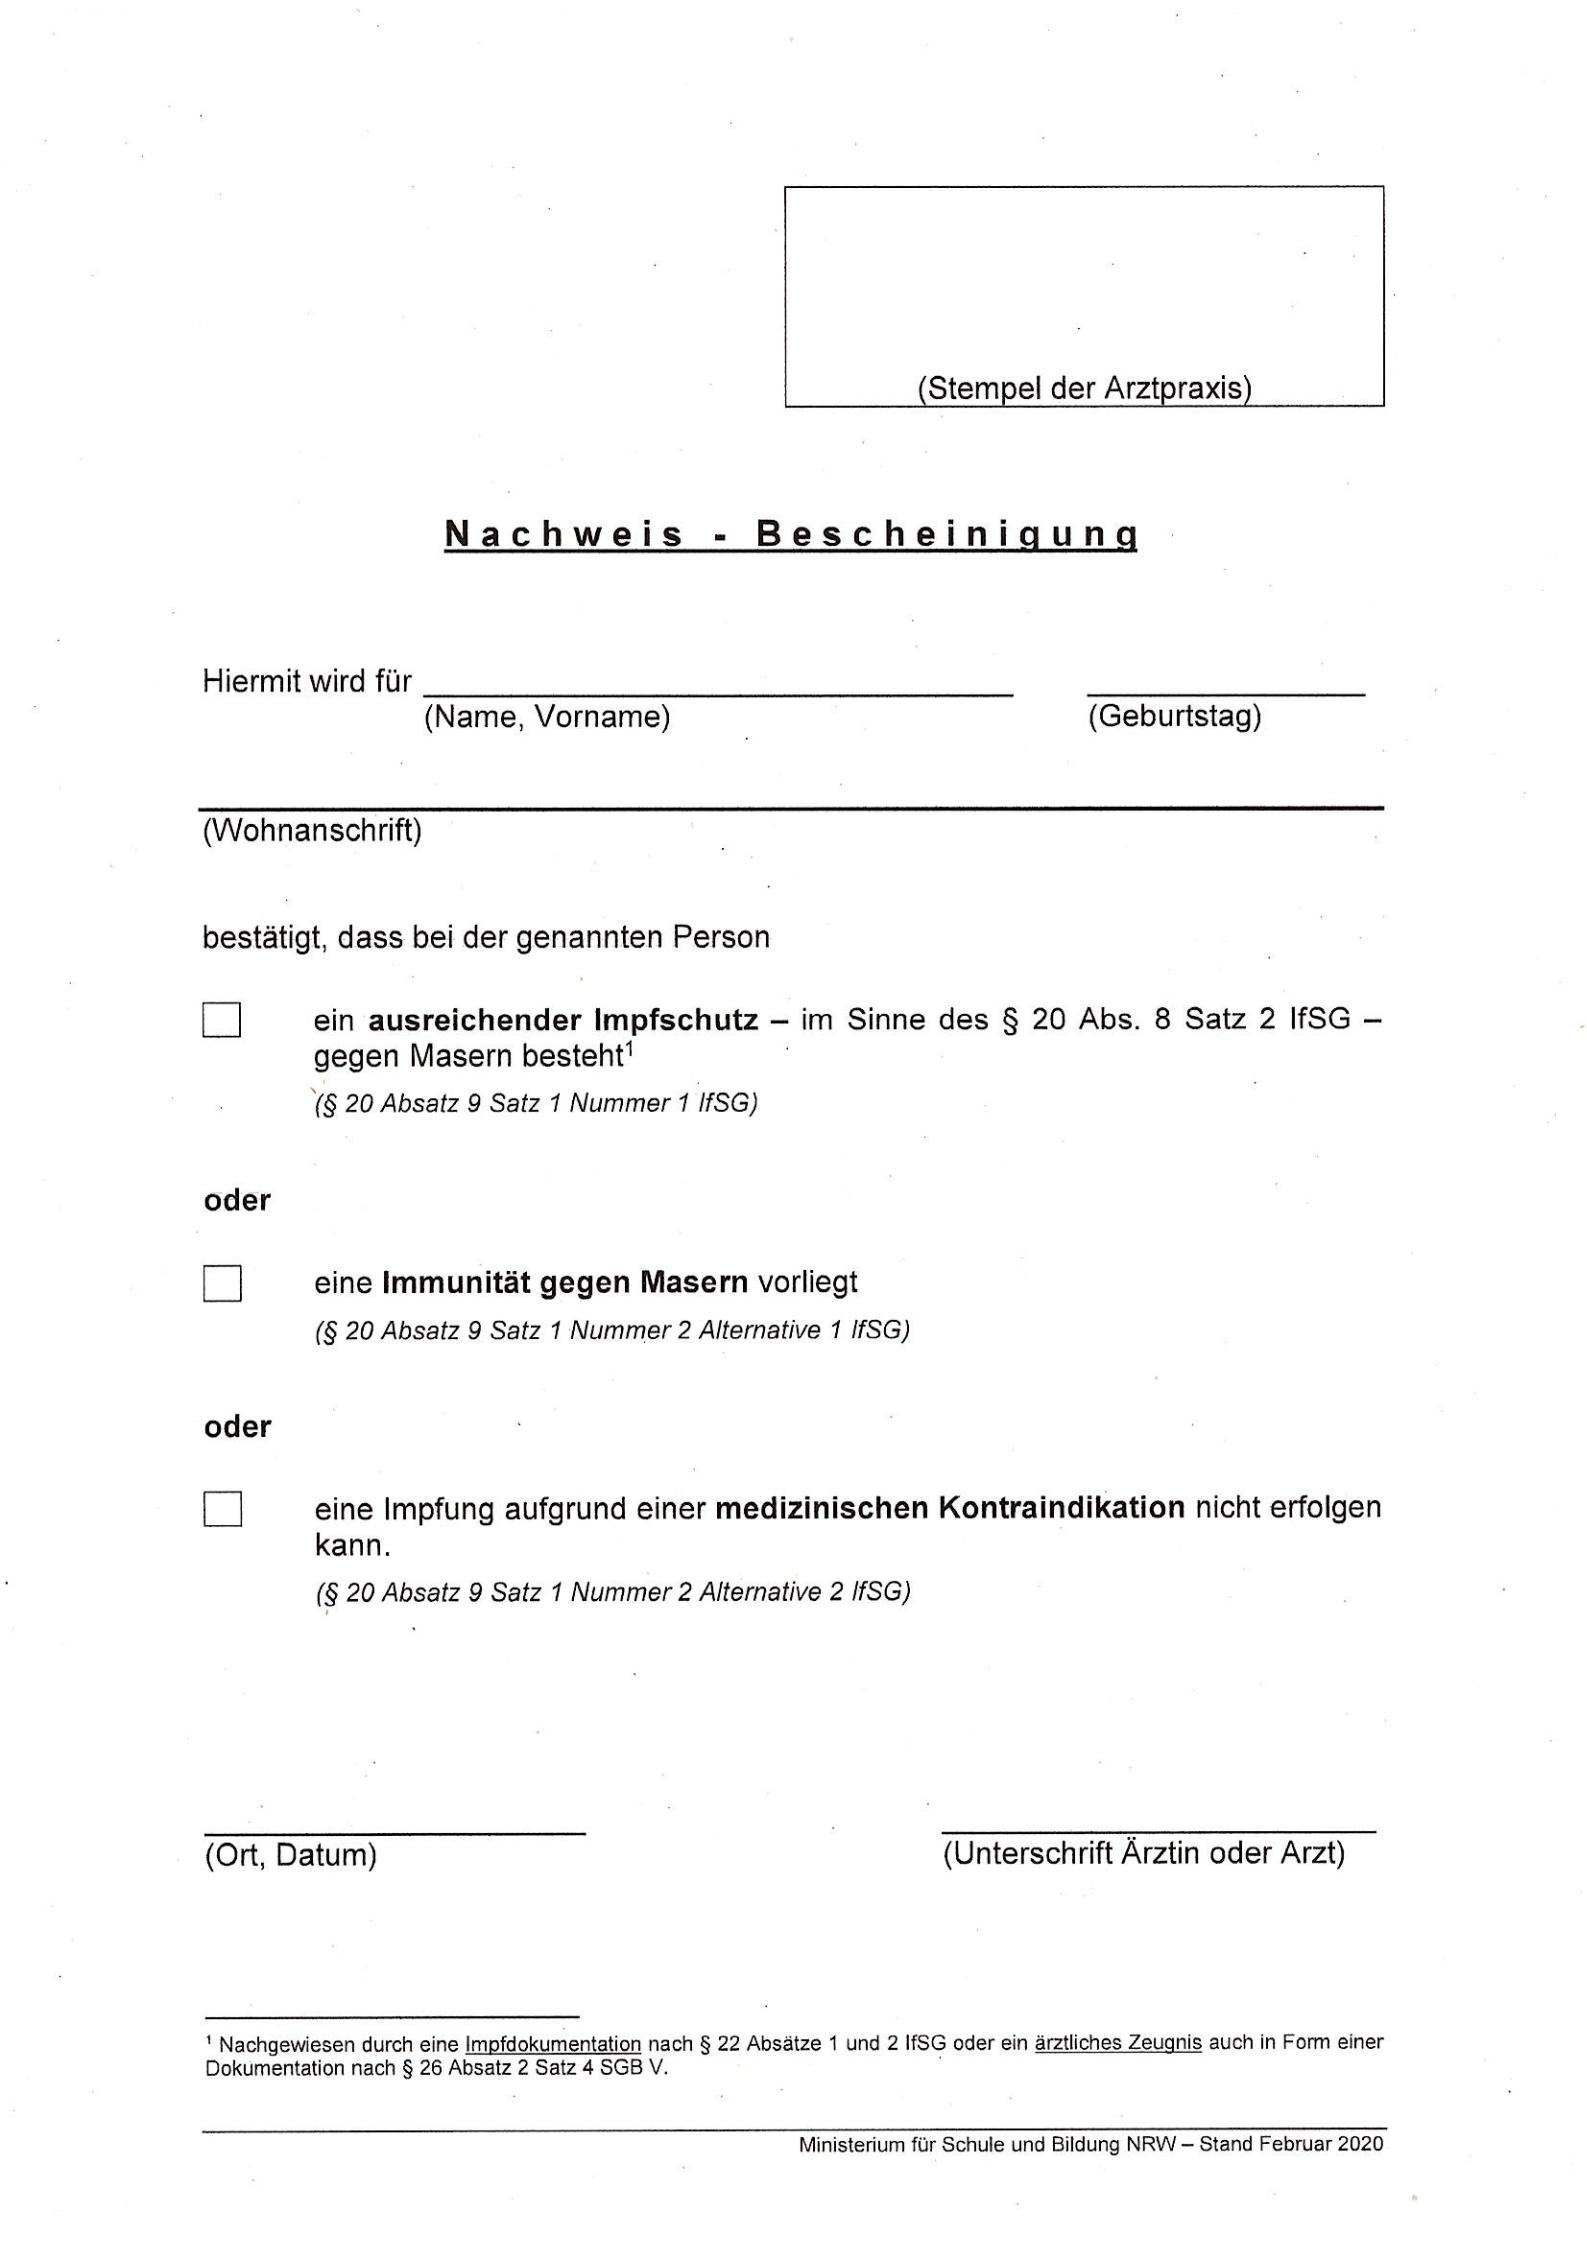 (Stempel der Arztpraxis)
Nachweis - Bescheinigung
Hiermit wird für
(Name, Vorname) (Geburtstag)
(Wohnanschrift)
bestätigt, dass bei der genannten Person
ein ausreichender Impfschutz – im Sinne des § 20 Abs. 8 Satz 2 IfSG –
gegen Masern besteht¹
(§ 20 Absatz 9 Satz 1 Nummer 1 IfSG)
oder
eine Immunität gegen Masern vorliegt
(§ 20 Absatz 9 Satz 1 Nummer 2 Alternative 1 IfSG)
oder
eine Impfung aufgrund einer medizinischen Kontraindikation nicht erfolgen
kann.
(§ 20 Absatz 9 Satz 1 Nummer 2 Alternative 2 IfSG)
(Ort, Datum) (Unterschrift Ärztin oder Arzt)
¹ Nachgewiesen durch eine Impfdokumentation nach § 22 Absätze 1 und 2 IfSG oder ein ärztliches Zeugnis auch in Form einer
Dokumentation nach § 26 Absatz 2 Satz 4 SGB V.
Ministerium für Schule und Bildung NRW – Stand Februar 2020